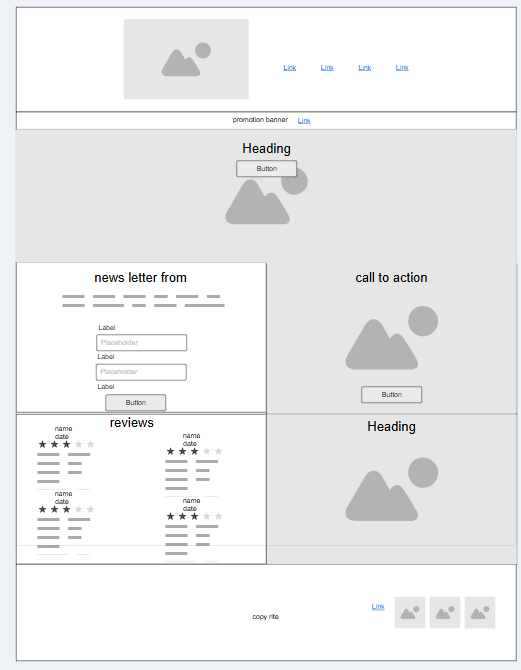 Link Link Link Link
promotion banner Link
Heading
Button
news letter from
Label
Placeholder
Label
Placeholder
Label
Button
call to action
Button
reviews
name
date
name
date
name
date
name
date
Heading
copy rite
Link